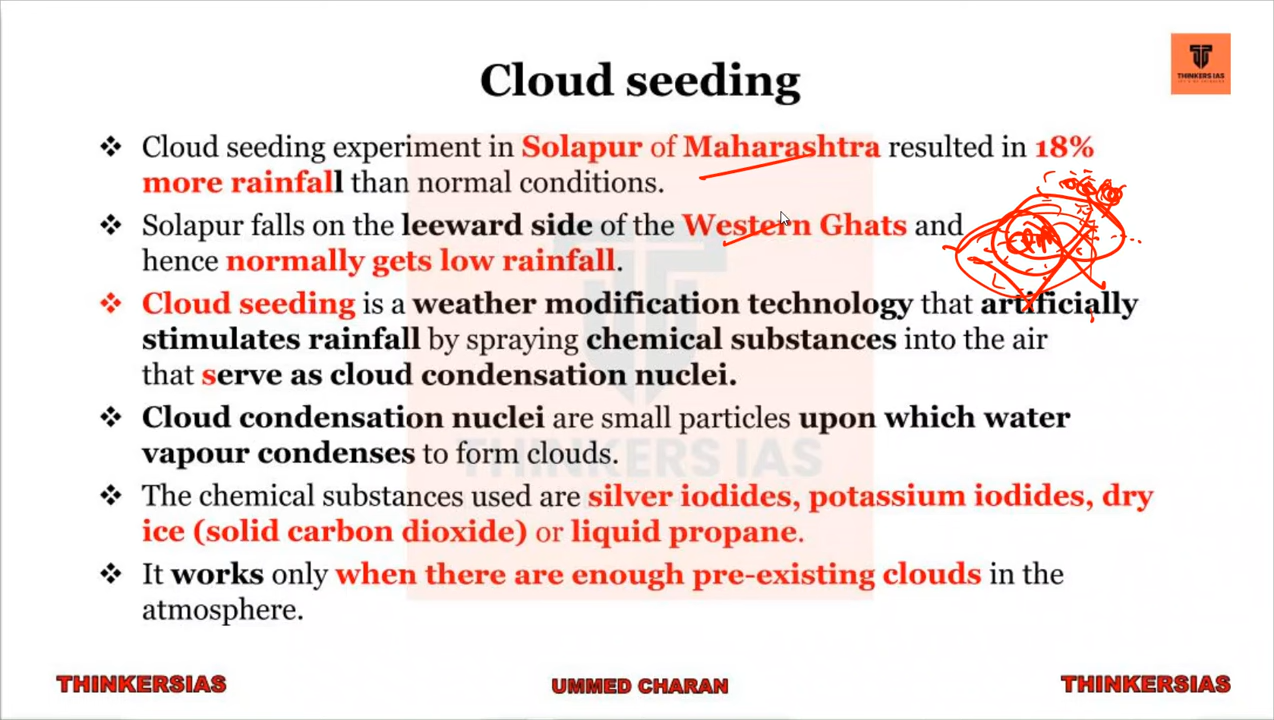 THINKERS IAS
Cloud seeding
❖ Cloud seeding experiment in Solapur of Maharashtra resulted in 18%
more rainfall than normal conditions.
❖ Solapur falls on the leeward side of the Western Ghats and
hence normally gets low rainfall.
❖ Cloud seeding is a weather modification technology that artificially
stimulates rainfall by spraying chemical substances into the air
that serve as cloud condensation nuclei.
❖ Cloud condensation nuclei are small particles upon which water
vapour condenses to form clouds.
THINKERS IAS
❖ The chemical substances used are silver iodides, potassium iodides, dry
ice (solid carbon dioxide) or liquid propane.
❖ It works only when there are enough pre-existing clouds in the
atmosphere.
THINKERSIAS
UMMED CHARAN
THINKERSIAS